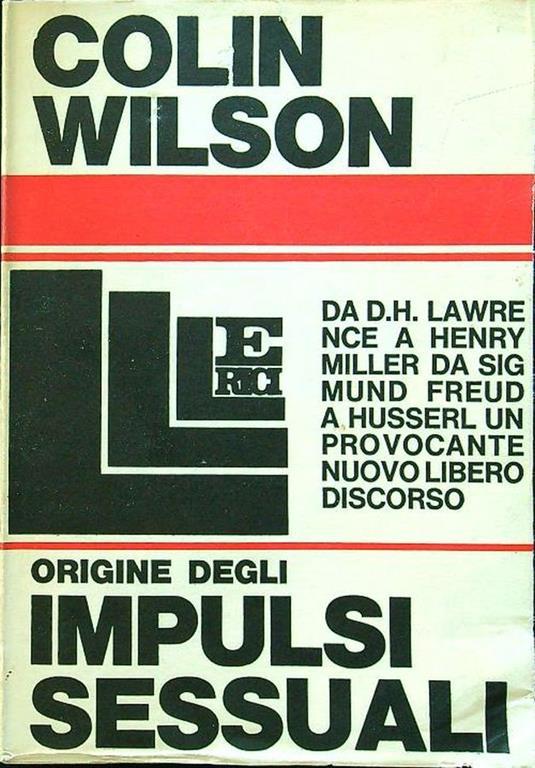 COLIN
WILSON
LLL
E
RICI
DA D.H. LAWRE
NCE A HENRY
MILLER DA SIG
MUND FREUD
A HUSSERL UN
PROVOCANTE
NUOVO LIBERO
DISCORSO
ORIGINE DEGLI
IMPULSI
SESSUALI